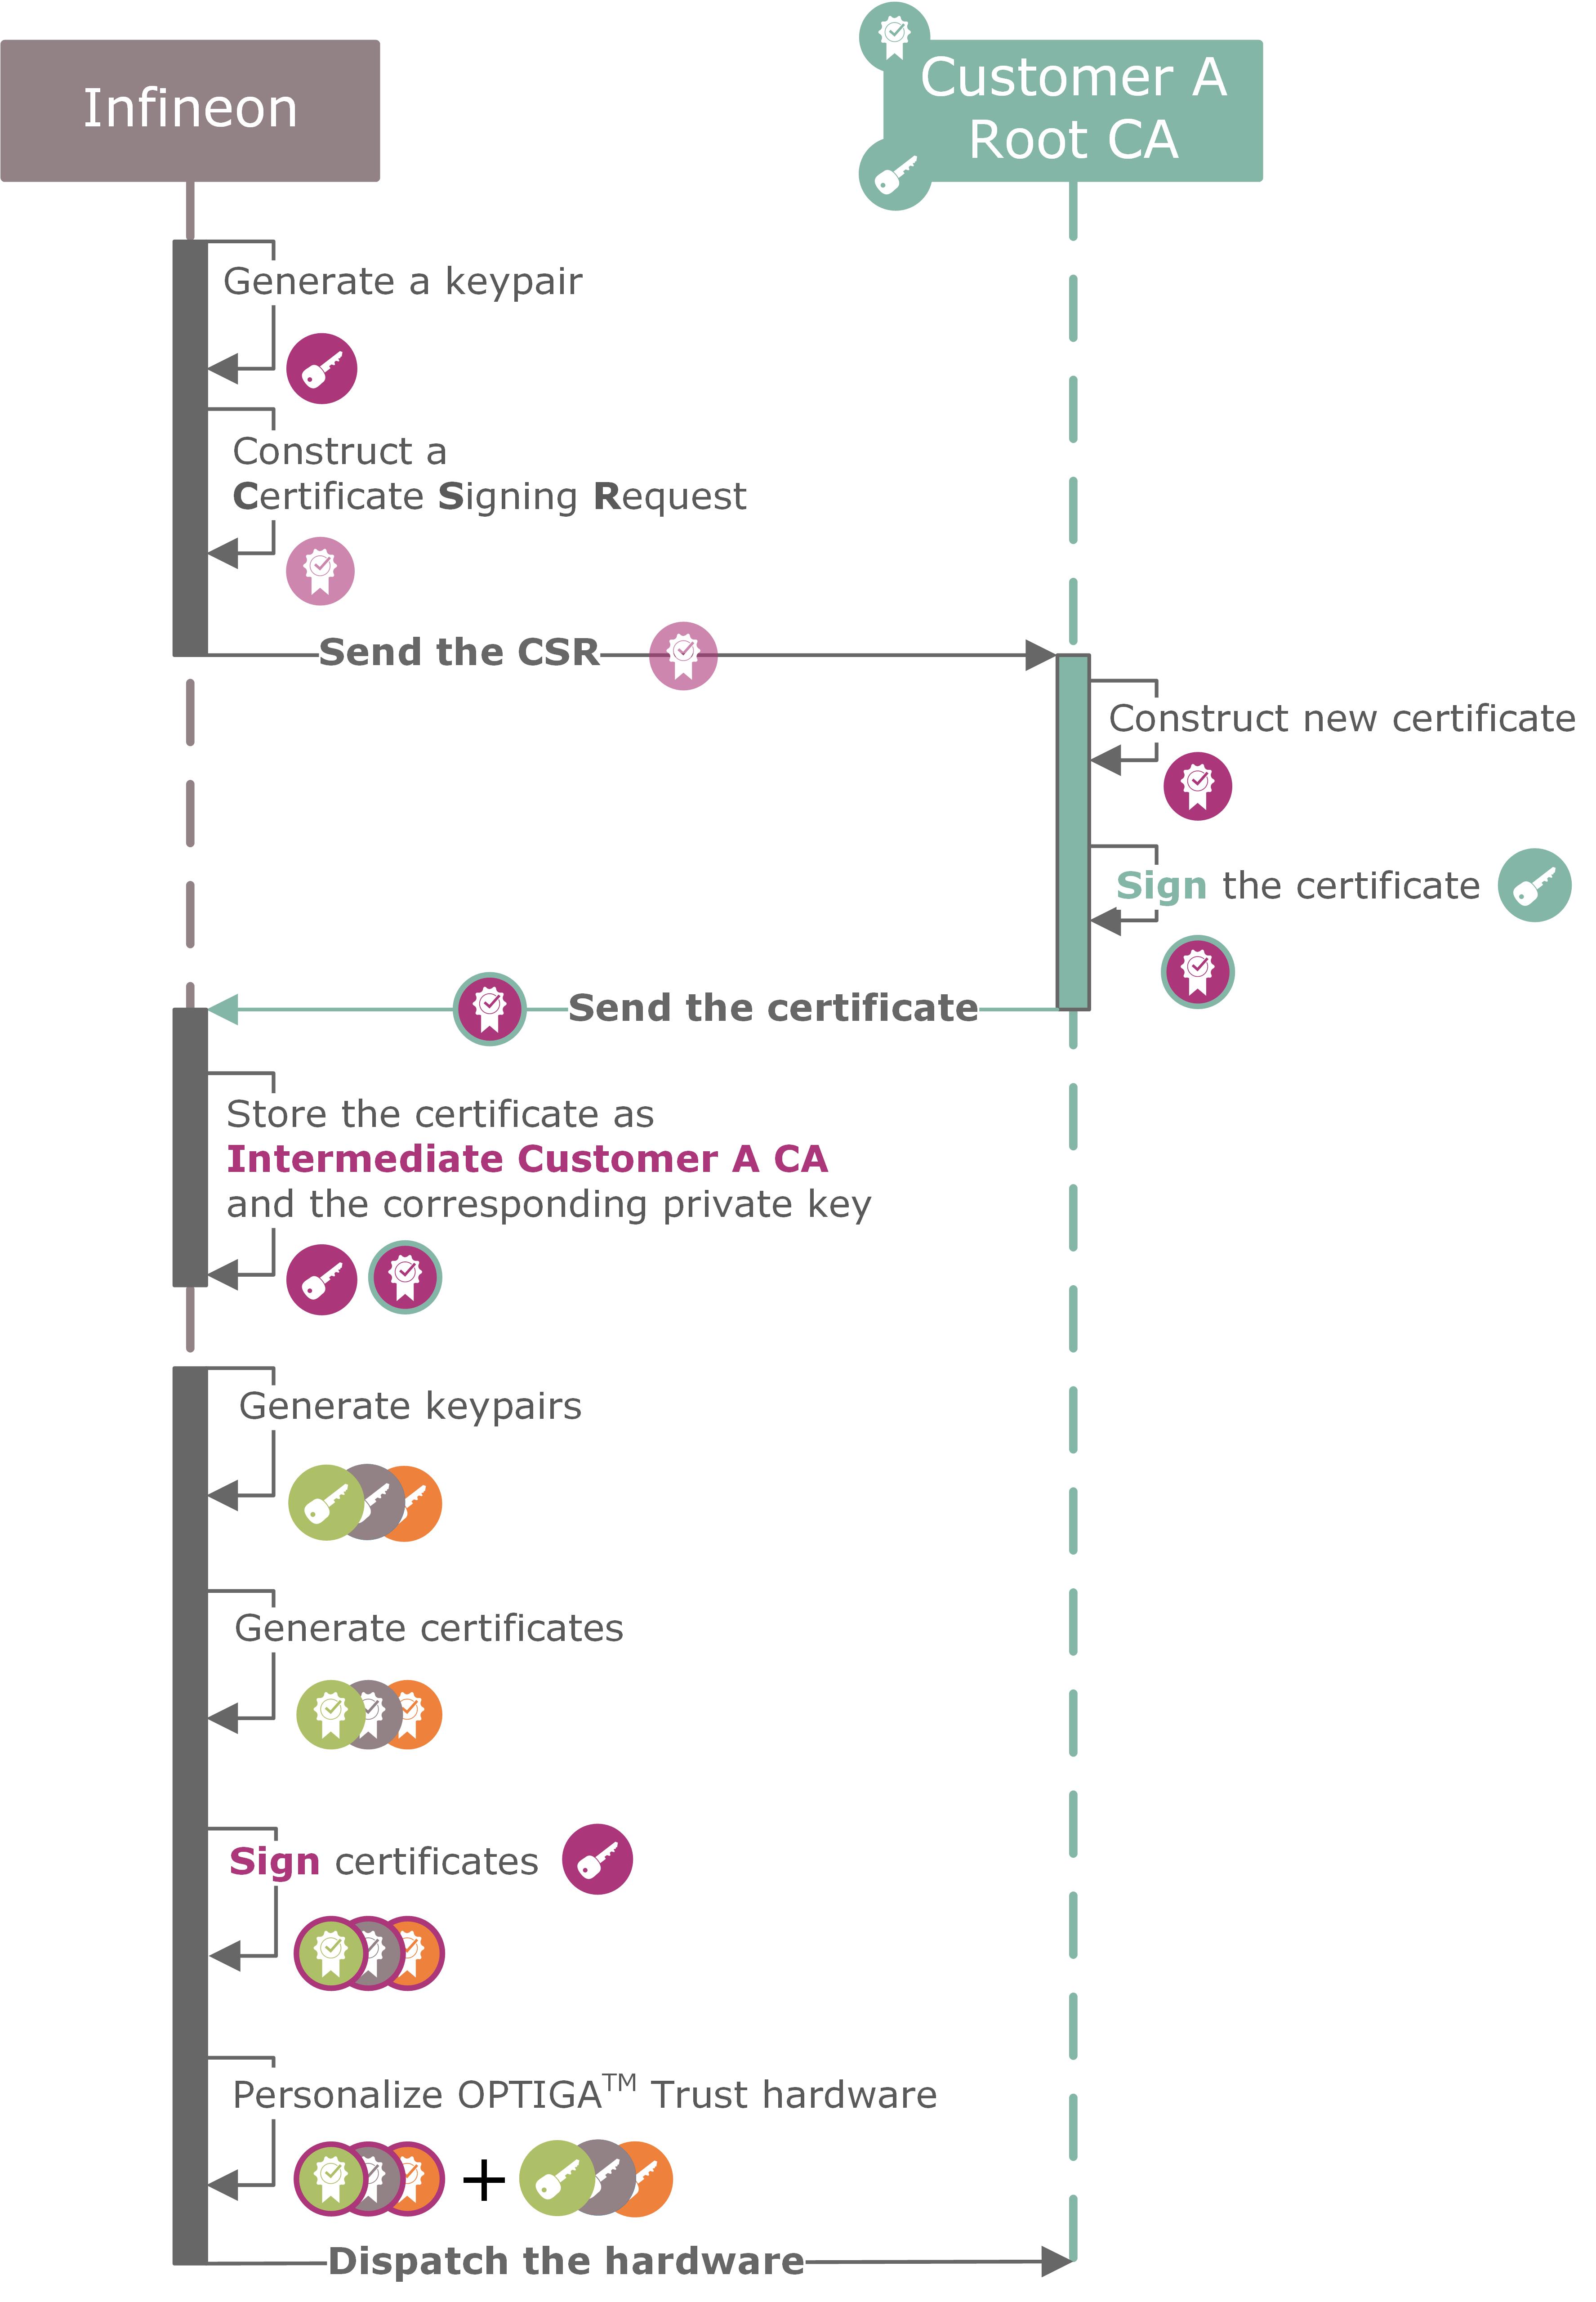 Infineon
Customer A
Root CA
Generate a keypair
Construct a
Certificate Signing Request
Send the CSR
Construct new certificate
Sign the certificate
Send the certificate
Store the certificate as
Intermediate Customer A CA
and the corresponding private key
Generate keypairs
Generate certificates
Sign certificates
Personalize OPTIGA™ Trust hardware
+
Dispatch the hardware